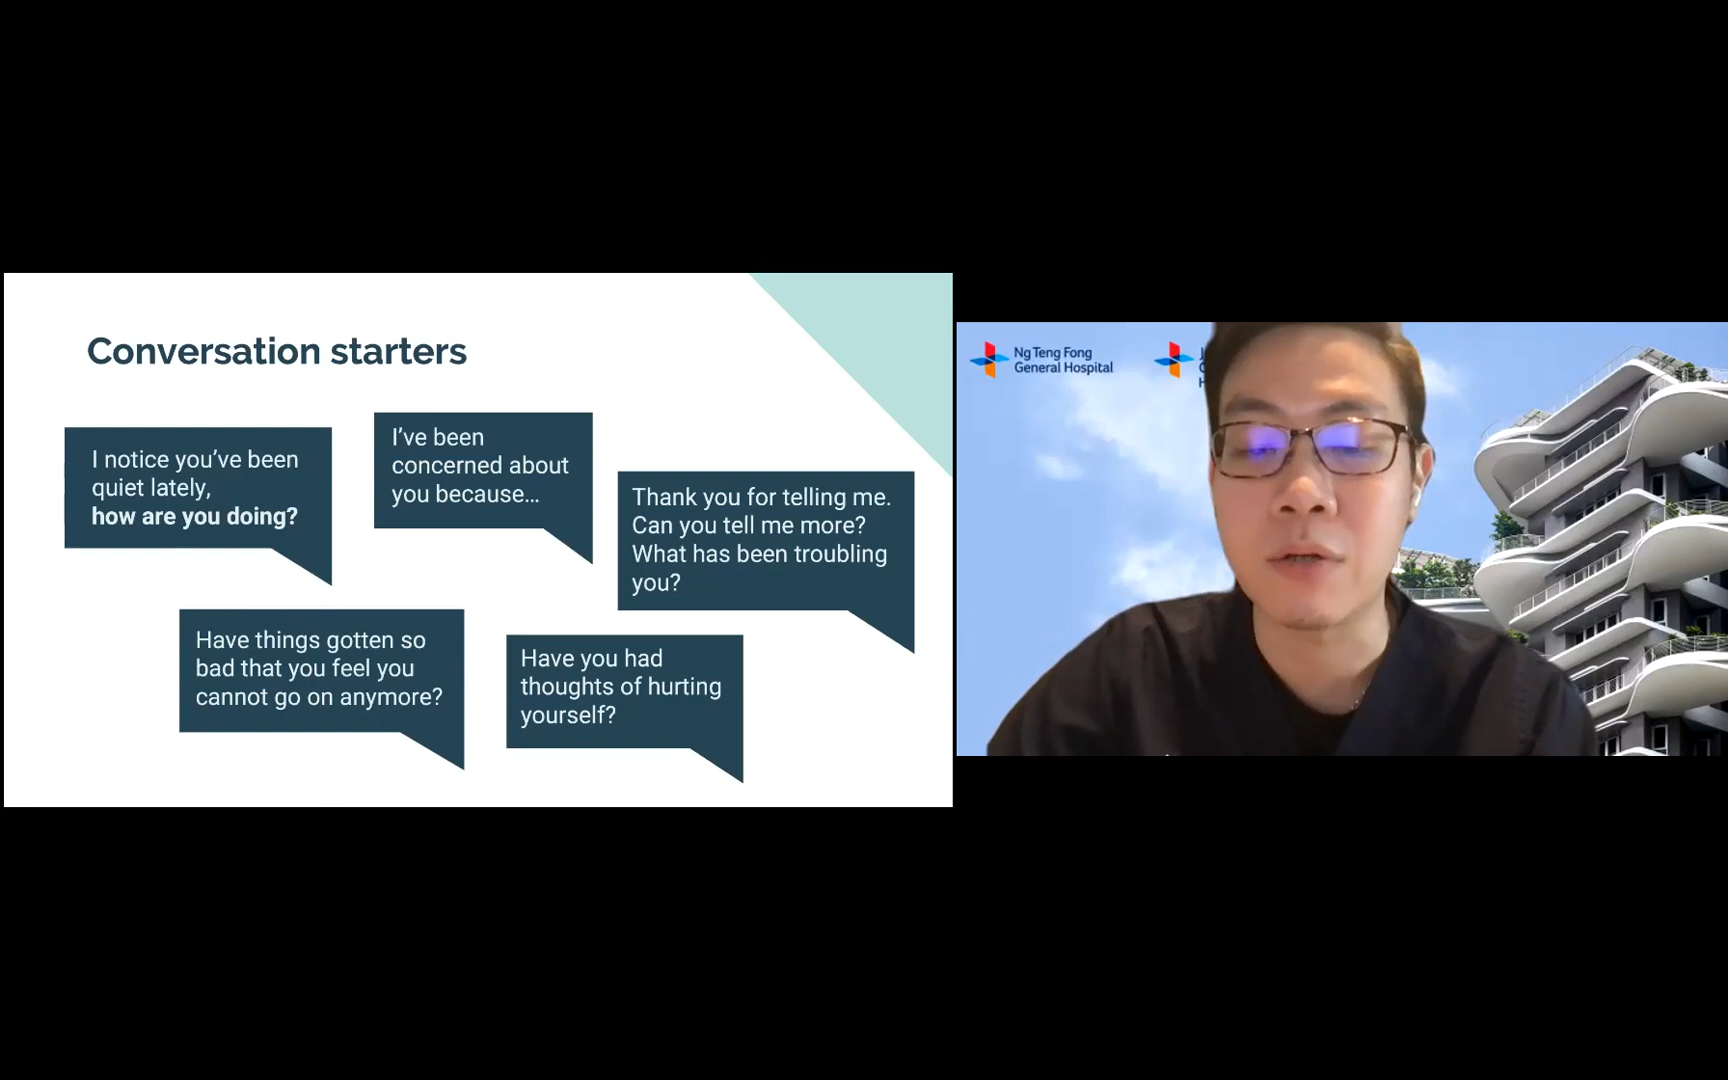 Conversation starters
I notice you’ve been
quiet lately,
how are you doing?
I’ve been
concerned about
you because…
Thank you for telling me.
Can you tell me more?
What has been troubling
you?
Have things gotten so
bad that you feel you
cannot go on anymore?
Have you had
thoughts of hurting
yourself?
Ng Teng Fong
General Hospital